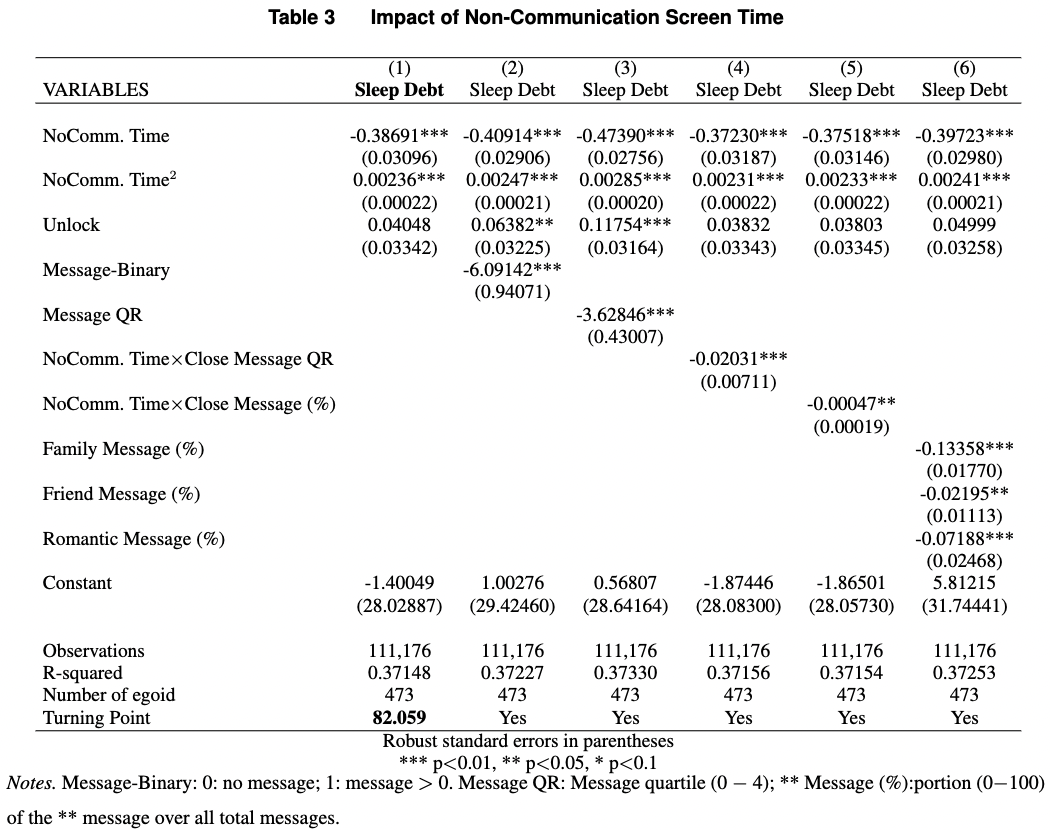 Table 3 Impact of Non-Communication Screen Time
(1) (2) (3) (4) (5) (6)
VARIABLES Sleep Debt Sleep Debt Sleep Debt Sleep Debt Sleep Debt Sleep Debt
NoComm. Time -0.38691*** -0.40914*** -0.47390*** -0.37230*** -0.37518*** -0.39723***
(0.03096) (0.02906) (0.02756) (0.03187) (0.03146) (0.02980)
NoComm. Time² 0.00236*** 0.00247*** 0.00285*** 0.00231*** 0.00233*** 0.00241***
(0.00022) (0.00021) (0.00020) (0.00022) (0.00022) (0.00021)
Unlock 0.04048 0.06382** 0.11754*** 0.03832 0.03803 0.04999
(0.03342) (0.03225) (0.03164) (0.03343) (0.03345) (0.03258)
Message-Binary -6.09142***
(0.94071)
Message QR -3.62846***
(0.43007)
NoComm. Time×Close Message QR -0.02031***
(0.00711)
NoComm. Time×Close Message (%) -0.00047**
(0.00019)
Family Message (%) -0.13358***
(0.01770)
Friend Message (%) -0.02195**
(0.01113)
Romantic Message (%) -0.07188***
(0.02468)
Constant -1.40049 1.00276 0.56807 -1.87446 -1.86501 5.81215
(28.02887) (29.42460) (28.64164) (28.08300) (28.05730) (31.74441)
Observations 111,176 111,176 111,176 111,176 111,176 111,176
R-squared 0.37148 0.37227 0.37330 0.37156 0.37154 0.37253
Number of egoid 473 473 473 473 473 473
Turning Point 82.059 Yes Yes Yes Yes Yes
Robust standard errors in parentheses
*** p<0.01, ** p<0.05, * p<0.1
Notes. Message-Binary: 0: no message; 1: message > 0. Message QR: Message quartile (0 − 4); ** Message (%):portion (0−100)
of the ** message over all total messages.